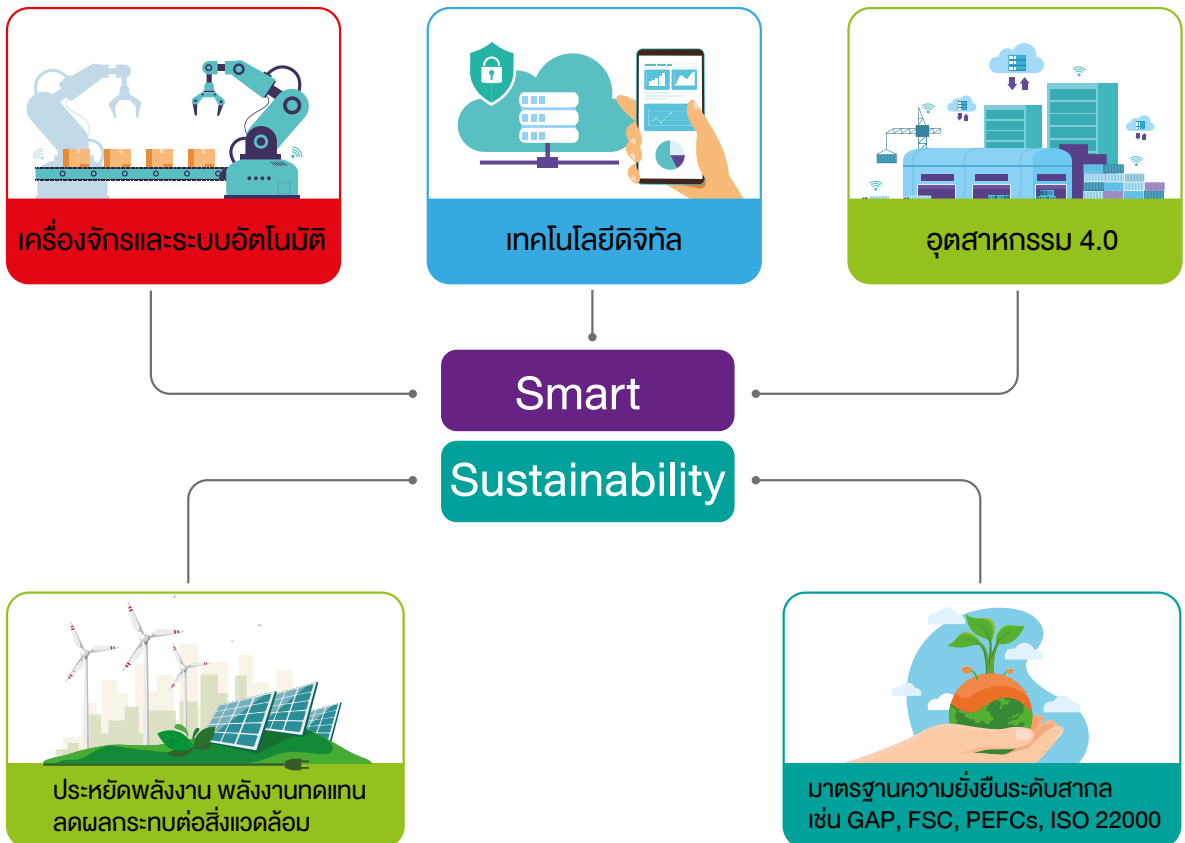 เครื่องจักรและระบบอัตโนมัติ
เทคโนโลยีดิจิทัล
อุตสาหกรรม 4.0
Smart
Sustainability
ประหยัดพลังงาน พลังงานทดแทน
ลดผลกระทบต่อสิ่งแวดล้อม
มาตรฐานความยั่งยืนระดับสากล
เช่น GAP, FSC, PEFCs, ISO 22000